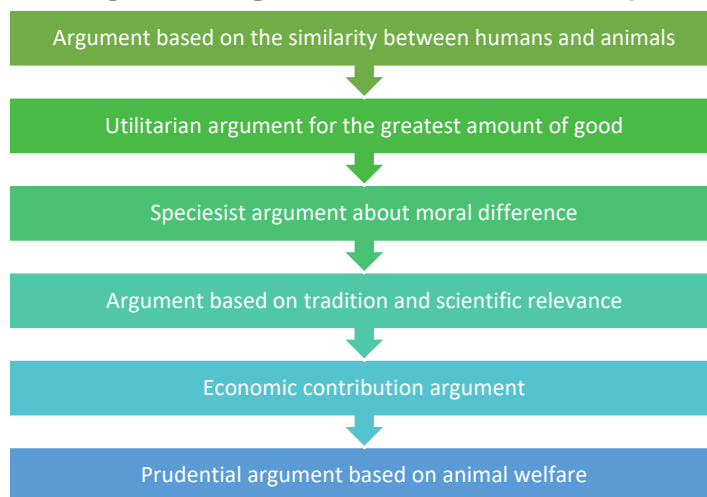 Argument based on the similarity between humans and animals
Utilitarian argument for the greatest amount of good
Speciesist argument about moral difference
Argument based on tradition and scientific relevance
Economic contribution argument
Prudential argument based on animal welfare